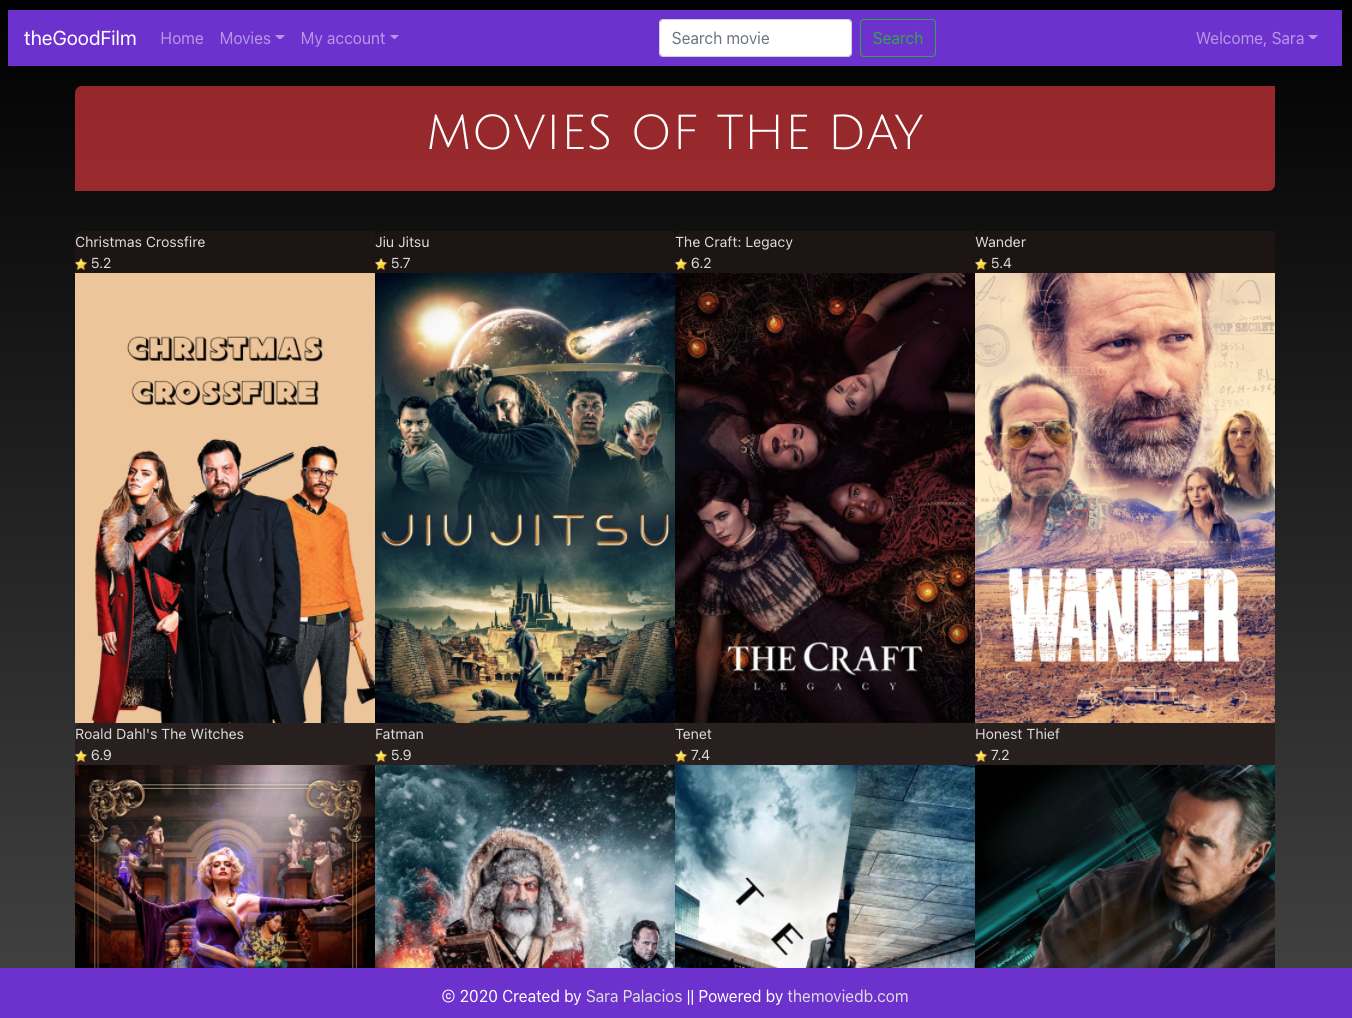 theGoodFilm Home Movies My account Search movie Search Welcome, Sara
MOVIES OF THE DAY
Christmas Crossfire
5.2
Jiu Jitsu
5.7
The Craft: Legacy
6.2
Wander
5.4
CHRISTMAS
CROSSFIRE
JIU JITSU
THE CRAFT
LEGACY
TOP SECRET
WANDER
Roald Dahl's The Witches
6.9
Fatman
5.9
Tenet
7.4
Honest Thief
7.2
T
E
© 2020 Created by Sara Palacios || Powered by themoviedb.com